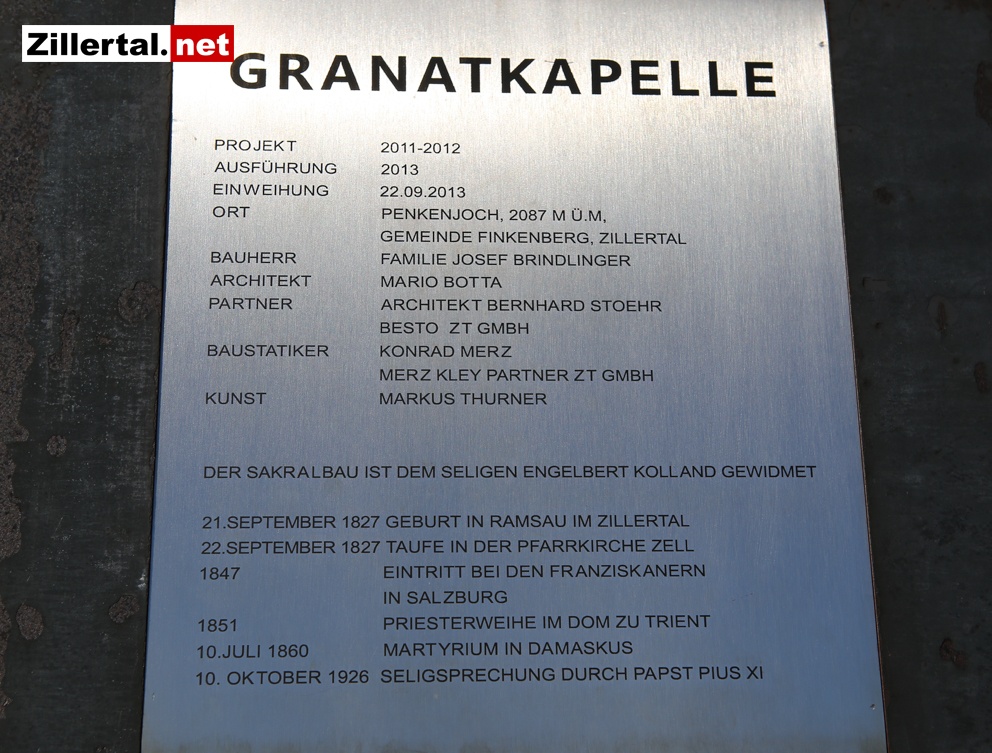 Zillertal.net
GRANATKAPELLE
PROJEKT 2011-2012
AUSFÜHRUNG 2013
EINWEIHUNG 22.09.2013
ORT PENKENJOCH, 2087 M Ü.M,
GEMEINDE FINKENBERG, ZILLERTAL
BAUHERR FAMILIE JOSEF BRINDLINGER
ARCHITEKT MARIO BOTTA
PARTNER ARCHITEKT BERNHARD STOEHR
BESTO ZT GMBH
BAUSTATIKER KONRAD MERZ
MERZ KLEY PARTNER ZT GMBH
KUNST MARKUS THURNER
DER SAKRALBAU IST DEM SELIGEN ENGELBERT KOLLAND GEWIDMET
21.SEPTEMBER 1827 GEBURT IN RAMSAU IM ZILLERTAL
22.SEPTEMBER 1827 TAUFE IN DER PFARRKIRCHE ZELL
1847 EINTRITT BEI DEN FRANZISKANERN
IN SALZBURG
1851 PRIESTERWEIHE IM DOM ZU TRIENT
10.JULI 1860 MARTYRIUM IN DAMASKUS
10. OKTOBER 1926 SELIGSPRECHUNG DURCH PAPST PIUS XI